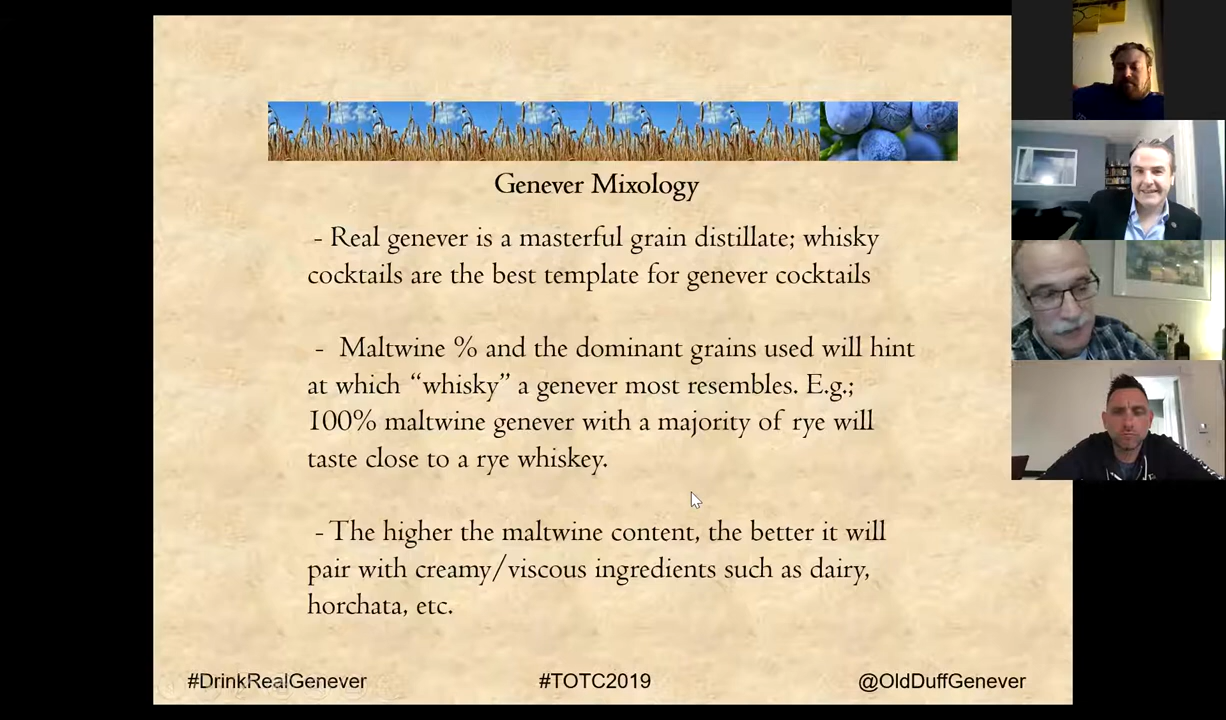 Genever Mixology
- Real genever is a masterful grain distillate; whisky
cocktails are the best template for genever cocktails
- Maltwine % and the dominant grains used will hint
at which “whisky” a genever most resembles. E.g.;
100% maltwine genever with a majority of rye will
taste close to a rye whiskey.
- The higher the maltwine content, the better it will
pair with creamy/viscous ingredients such as dairy,
horchata, etc.
#DrinkRealGenever #TOTC2019 @OldDuffGenever